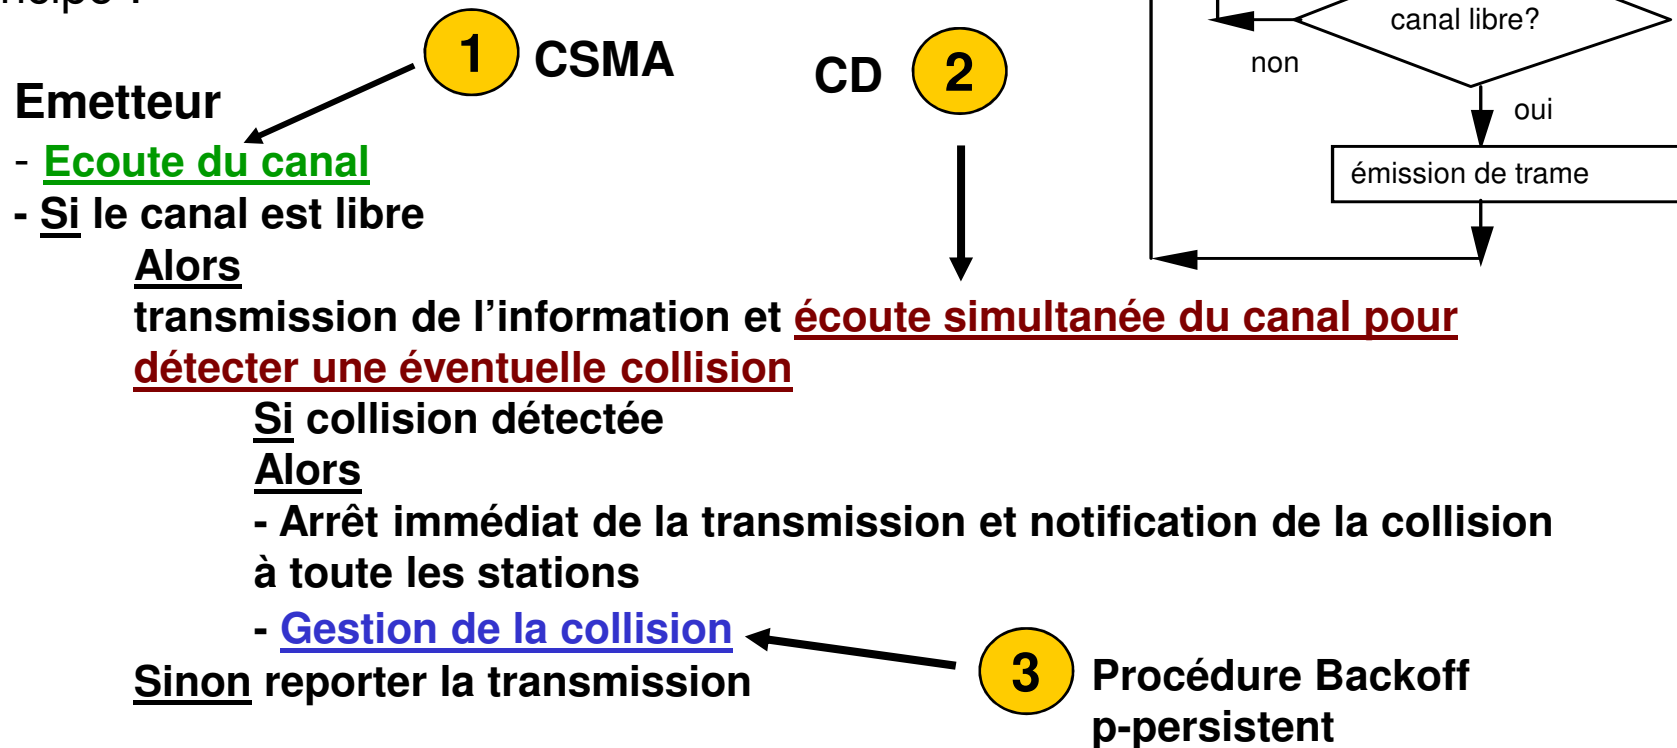 1 CSMA
CD 2
Emetteur
- Ecoute du canal
- Si le canal est libre
Alors
transmission de l'information et écoute simultanée du canal pour
détecter une éventuelle collision
Si collision détectée
Alors
- Arrêt immédiat de la transmission et notification de la collision
à toute les stations
- Gestion de la collision
Sinon reporter la transmission
3 Procédure Backoff
p-persistent
canal libre?
non
oui
émission de trame